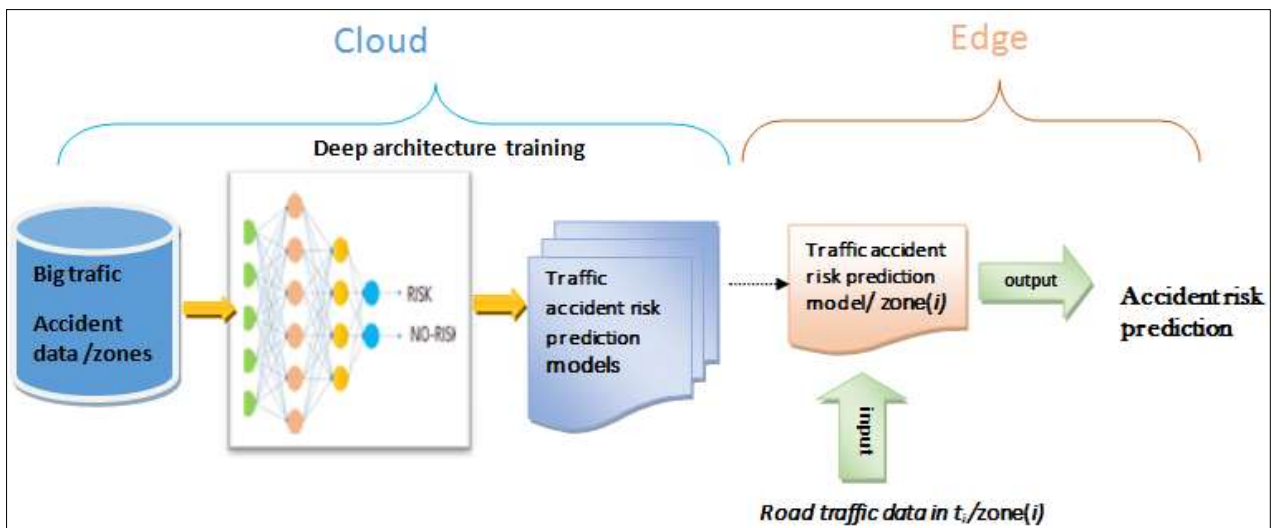 Cloud
Edge
Deep architecture training
Big trafic
Accident
data /zones
RISK
NO-RISK
Traffic
accident risk
prediction
models
Traffic accident
risk prediction
model/ zone(i)
output
Accident risk
prediction
input
Road traffic data in tᵢ/zone(i)